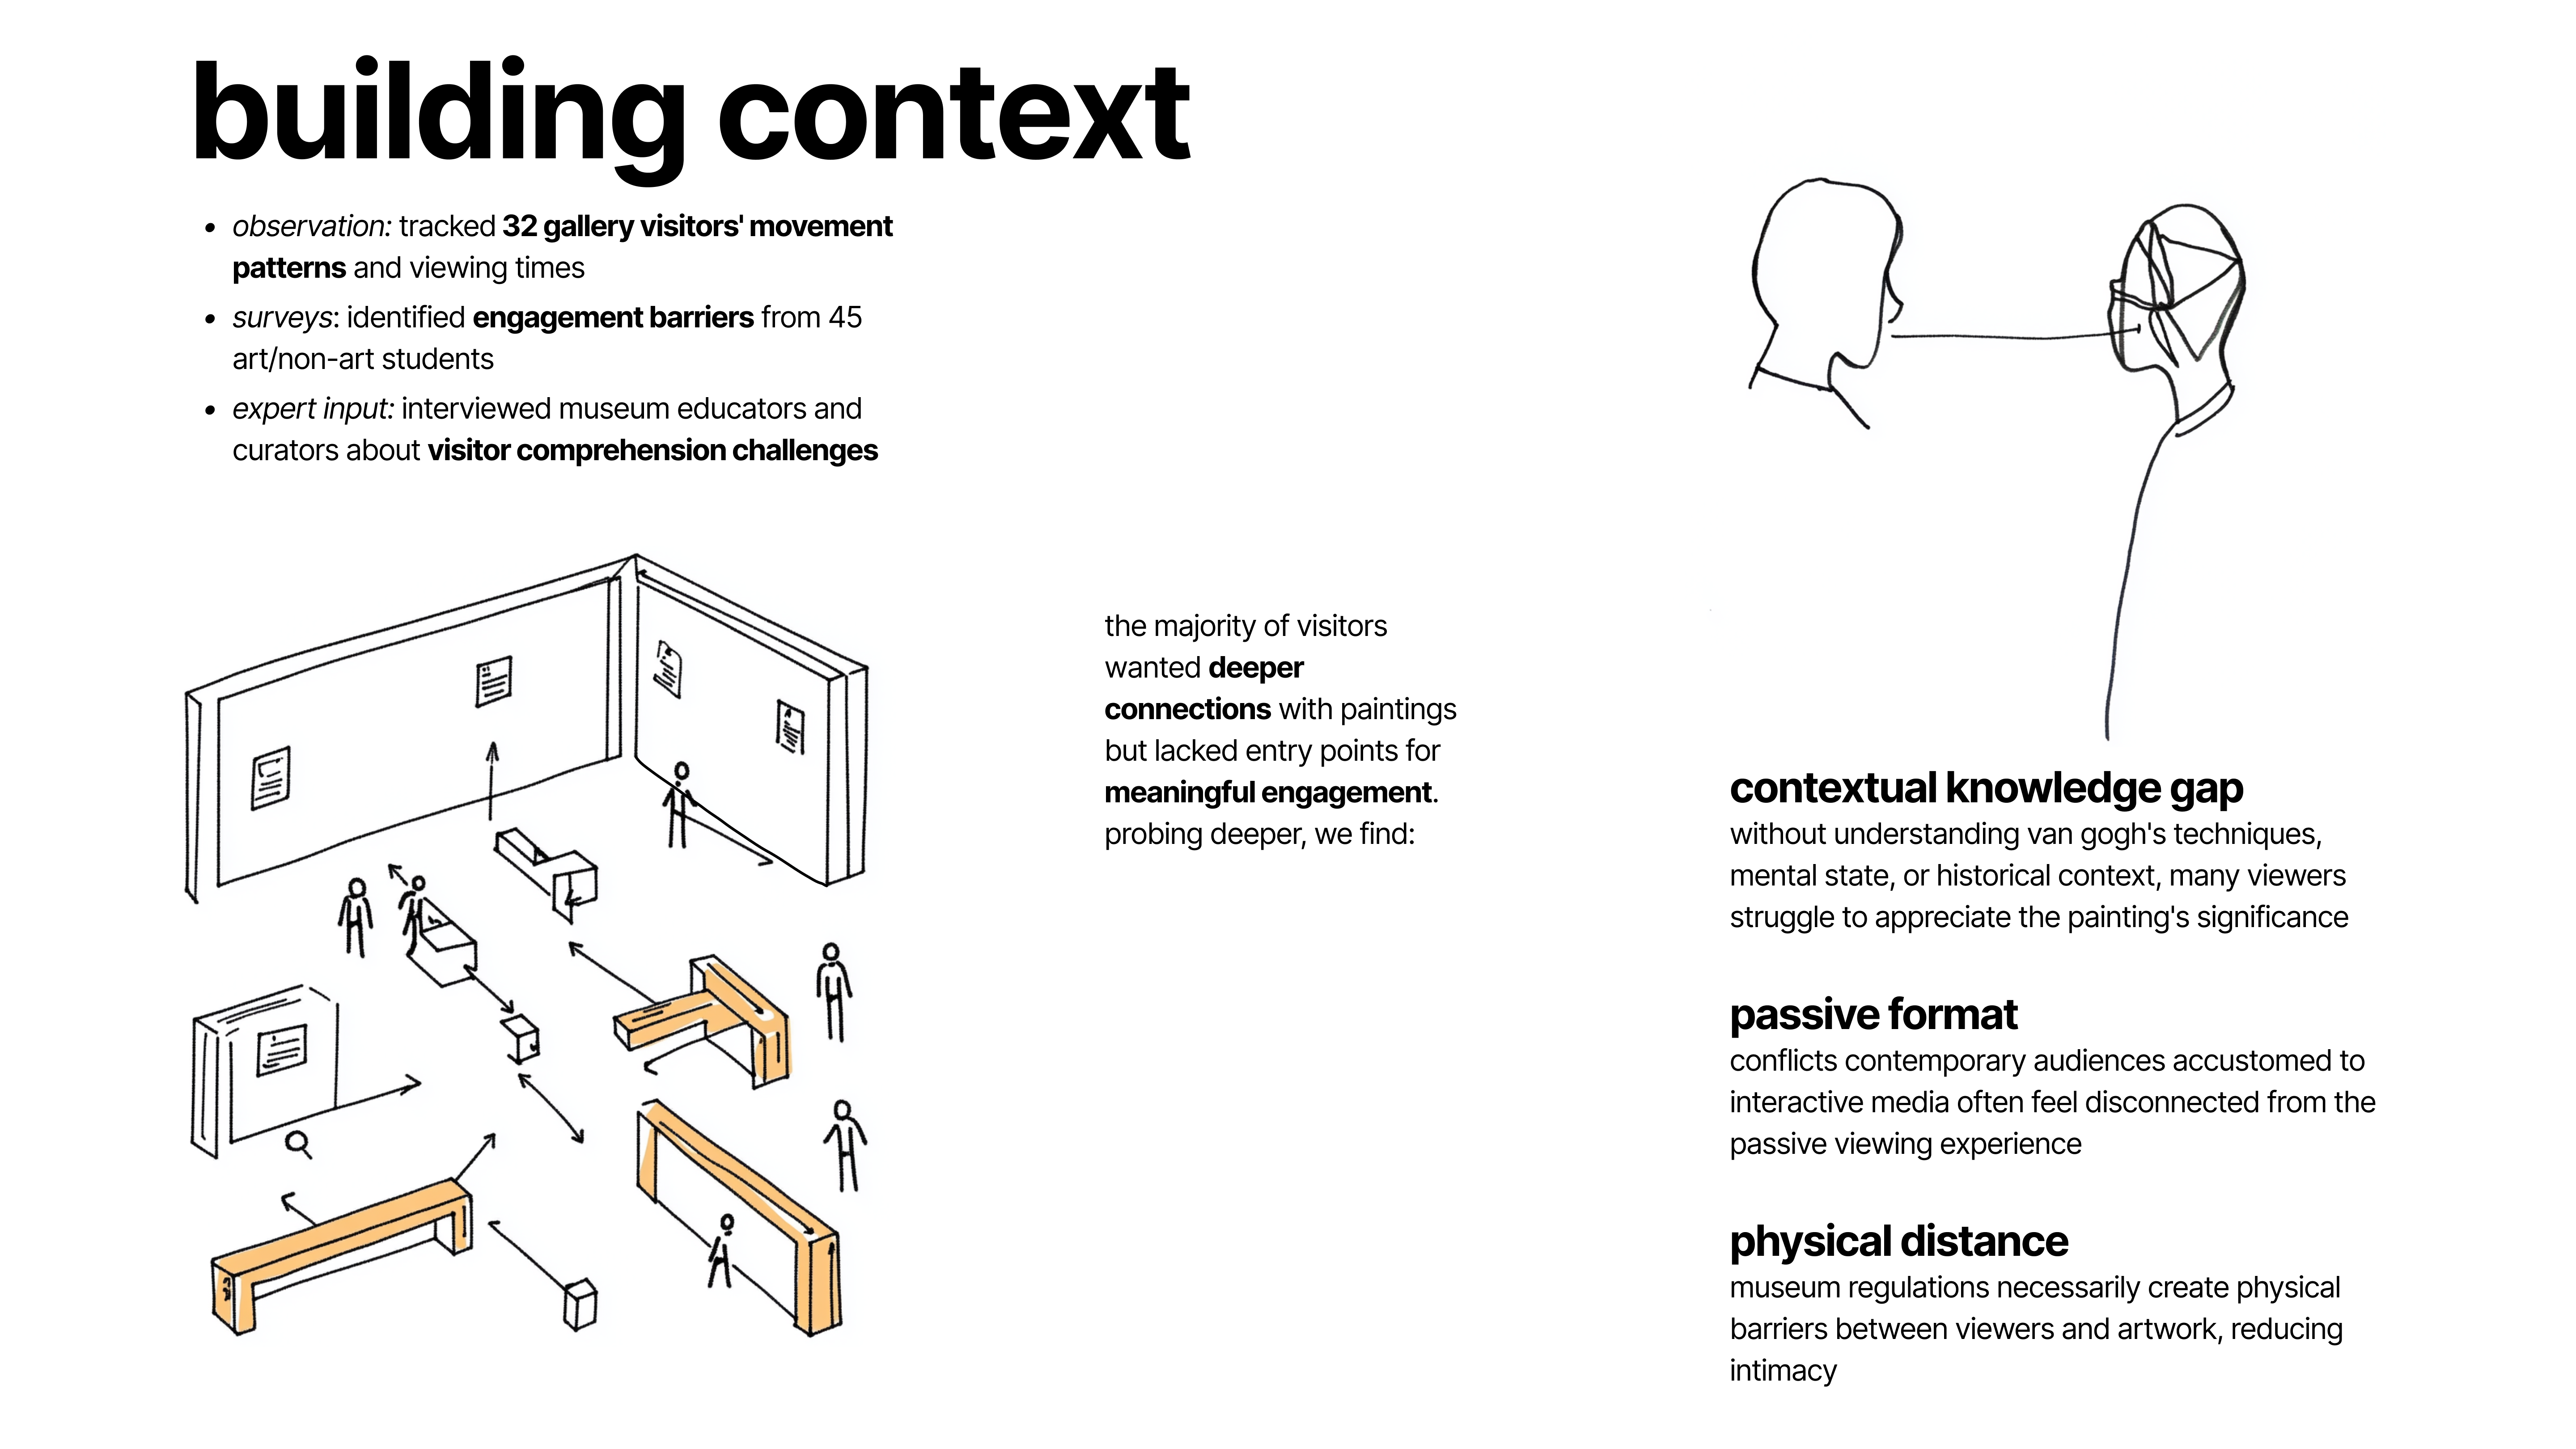 building context
• observation: tracked 32 gallery visitors' movement
patterns and viewing times
• surveys: identified engagement barriers from 45
art/non-art students
• expert input: interviewed museum educators and
curators about visitor comprehension challenges
the majority of visitors
wanted deeper
connections with paintings
but lacked entry points for
meaningful engagement.
probing deeper, we find:
contextual knowledge gap
without understanding van gogh's techniques,
mental state, or historical context, many viewers
struggle to appreciate the painting's significance
passive format
conflicts contemporary audiences accustomed to
interactive media often feel disconnected from the
passive viewing experience
physical distance
museum regulations necessarily create physical
barriers between viewers and artwork, reducing
intimacy